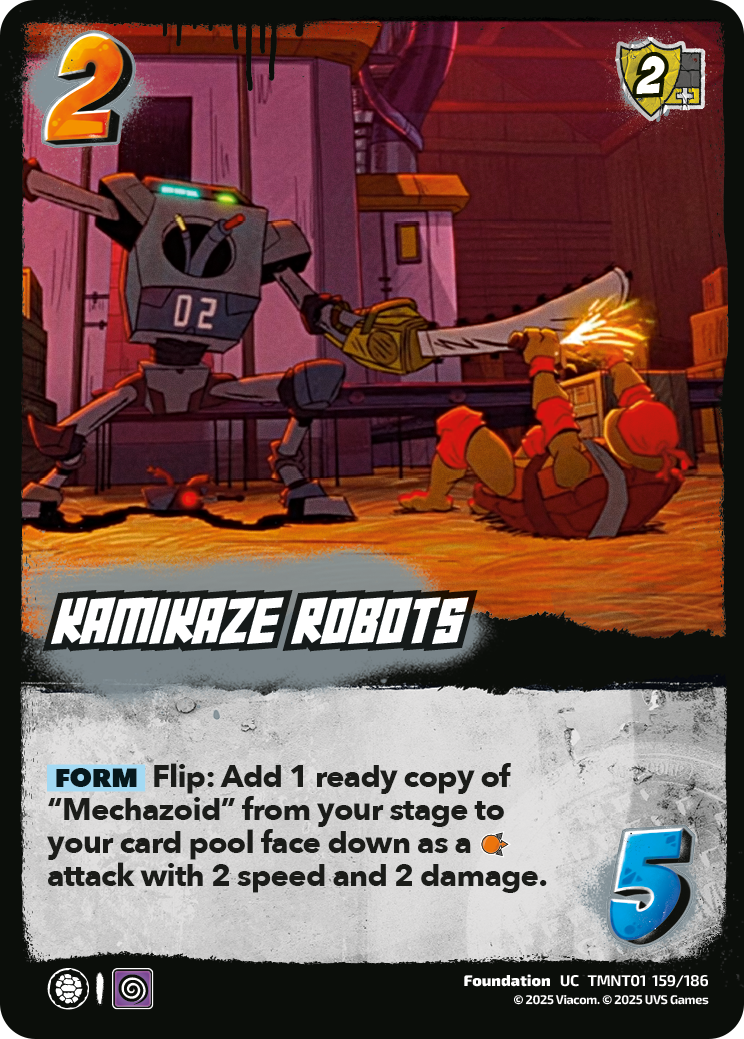 2
2
02
KAMIKAZE ROBOTS
FORM Flip: Add 1 ready copy of
“Mechazoid” from your stage to
your card pool face down as a
attack with 2 speed and 2 damage.
5
Foundation UC TMNT01 159/186
© 2025 Viacom. © 2025 UVS Games